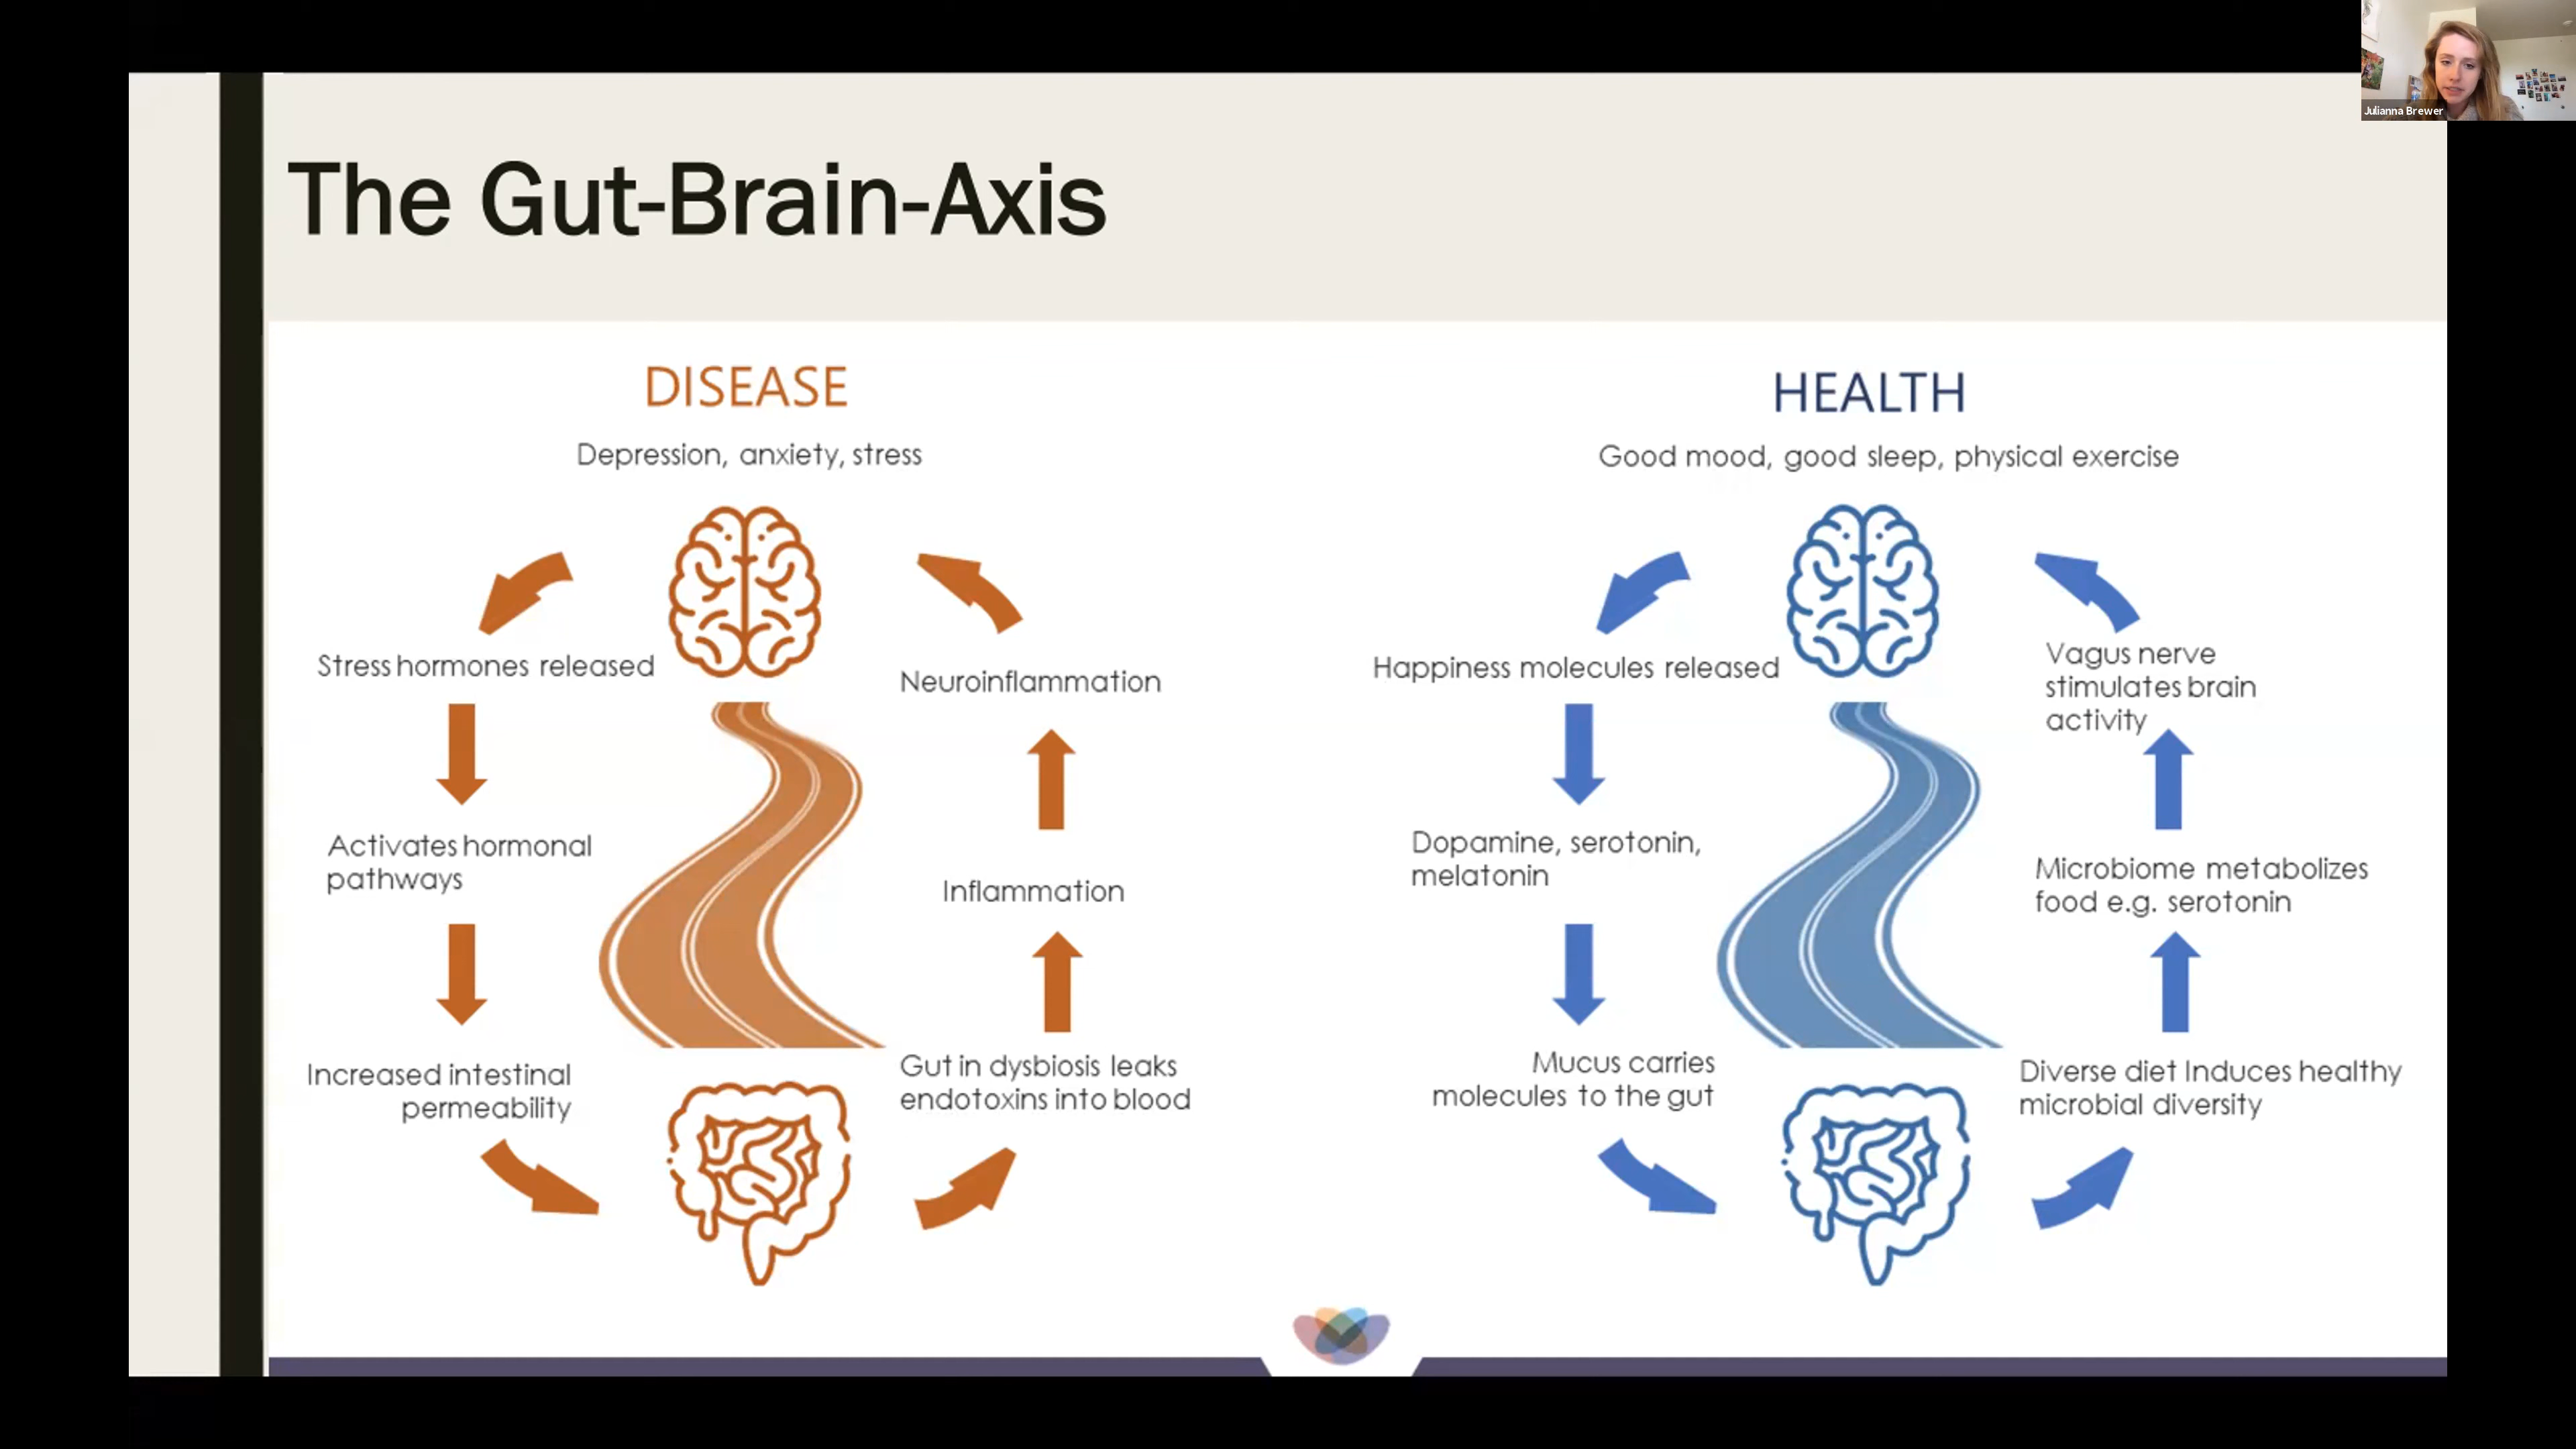 Julianna Brewer
The Gut-Brain-Axis
DISEASE
Depression, anxiety, stress
Stress hormones released
Activates hormonal
pathways
Increased intestinal
permeability
Gut in dysbiosis leaks
endotoxins into blood
Inflammation
Neuroinflammation
HEALTH
Good mood, good sleep, physical exercise
Happiness molecules released
Dopamine, serotonin,
melatonin
Mucus carries
molecules to the gut
Diverse diet Induces healthy
microbial diversity
Microbiome metabolizes
food e.g. serotonin
Vagus nerve
stimulates brain
activity